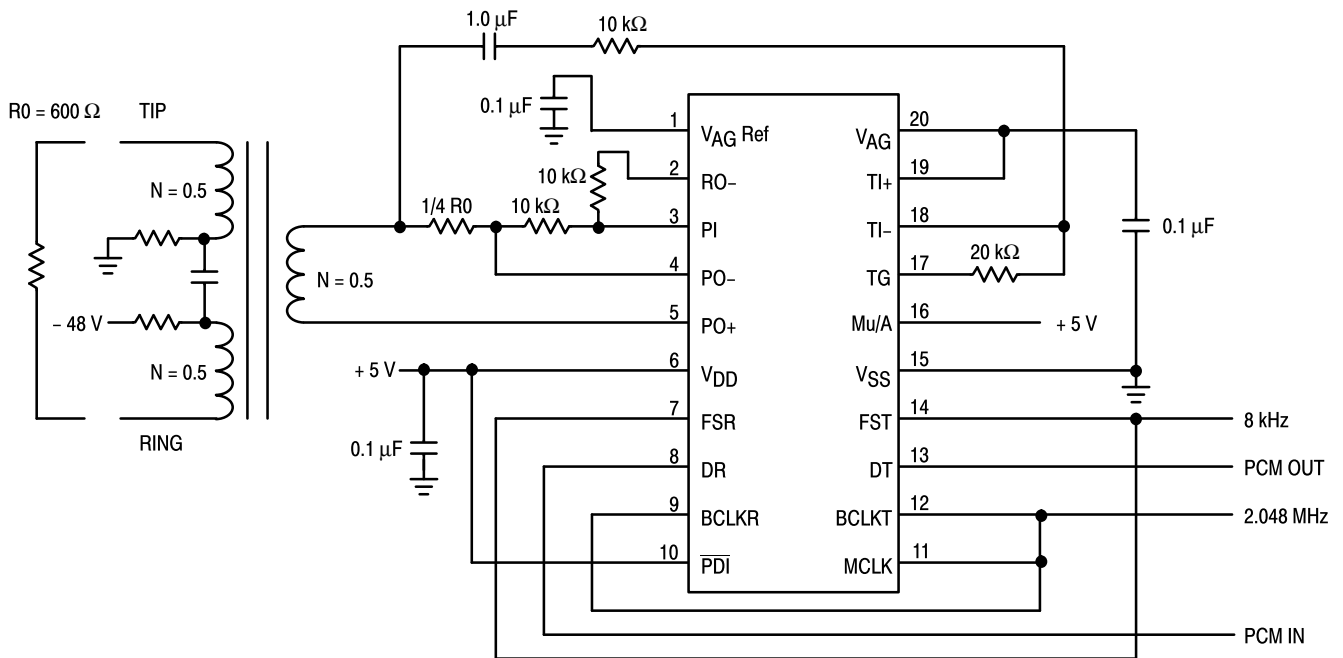 1.0 μF
10 kΩ
0.1 μF
R0 = 600 Ω
TIP
N = 0.5
– 48 V
N = 0.5
RING
N = 0.5
1/4 R0
10 kΩ
10 kΩ
+ 5 V
0.1 μF
1
VAG Ref
2
RO–
3
PI
4
PO–
5
PO+
6
VDD
7
FSR
8
DR
9
BCLKR
10
PDI
20
VAG
19
TI+
18
TI–
17
TG
16
Mu/A
15
VSS
14
FST
13
DT
12
BCLKT
11
MCLK
20 kΩ
0.1 μF
+ 5 V
8 kHz
PCM OUT
2.048 MHz
PCM IN